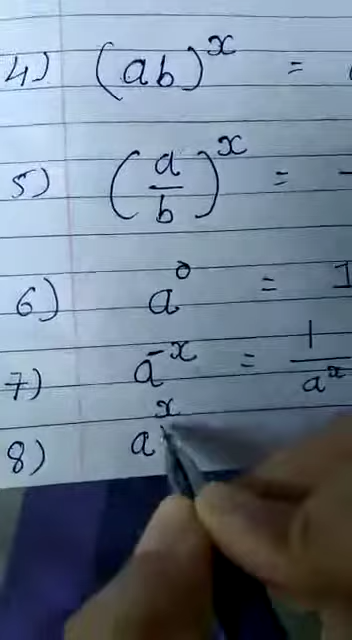 4) (ab)^x =
5) (a/b)^x =
6) a^0 = 1
7) a^-x = 1/a^x
8) a^x